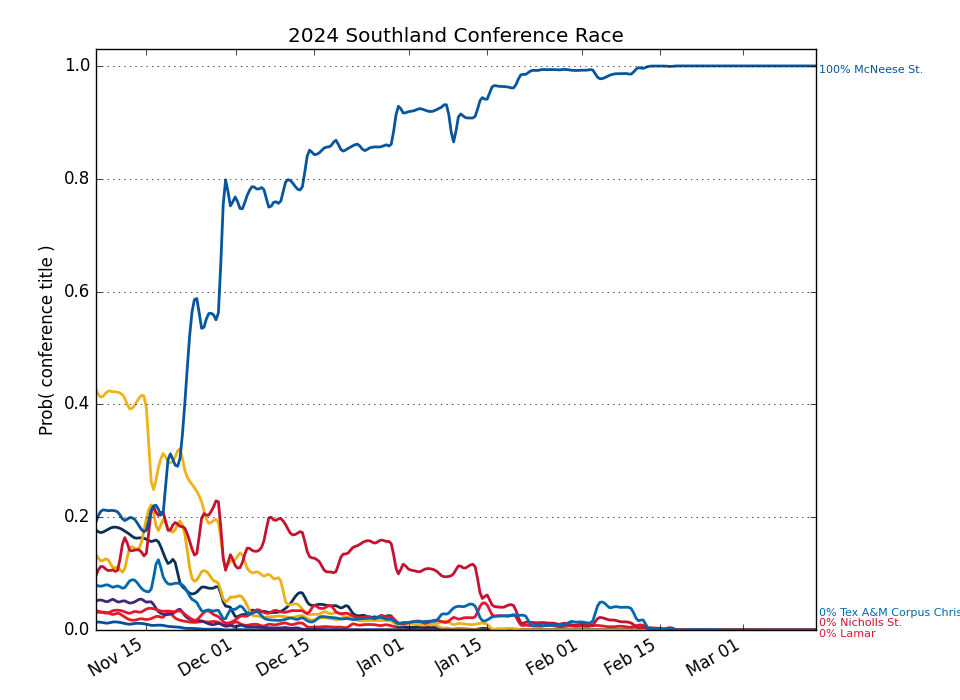 2024 Southland Conference Race
Prob( conference title )
1.0
0.8
0.6
0.4
0.2
0.0
Nov 15
Dec 01
Dec 15
Jan 01
Jan 15
Feb 01
Feb 15
Mar 01
100% McNeese St.
0% Tex A&M Corpus Chris
0% Nicholls St.
0% Lamar